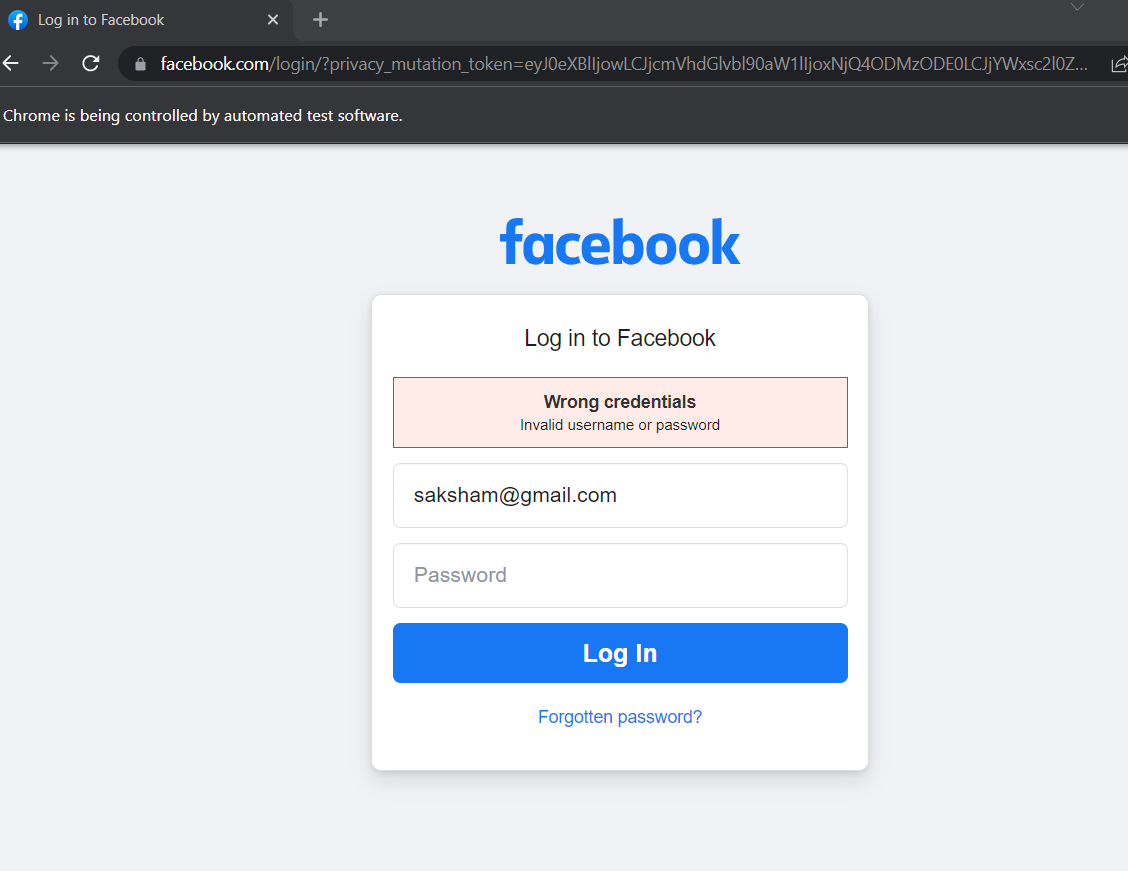 Log in to Facebook
facebook.com/login/?privacy_mutation_token=eyJ0eXBlIjowLCJjcmVhdGlvbl90aW1lIjoxNjQ4ODMzODE0LCJjYWxsc2l0Z...
Chrome is being controlled by automated test software.
facebook
Log in to Facebook
Wrong credentials
Invalid username or password
saksham@gmail.com
Password
Log In
Forgotten password?